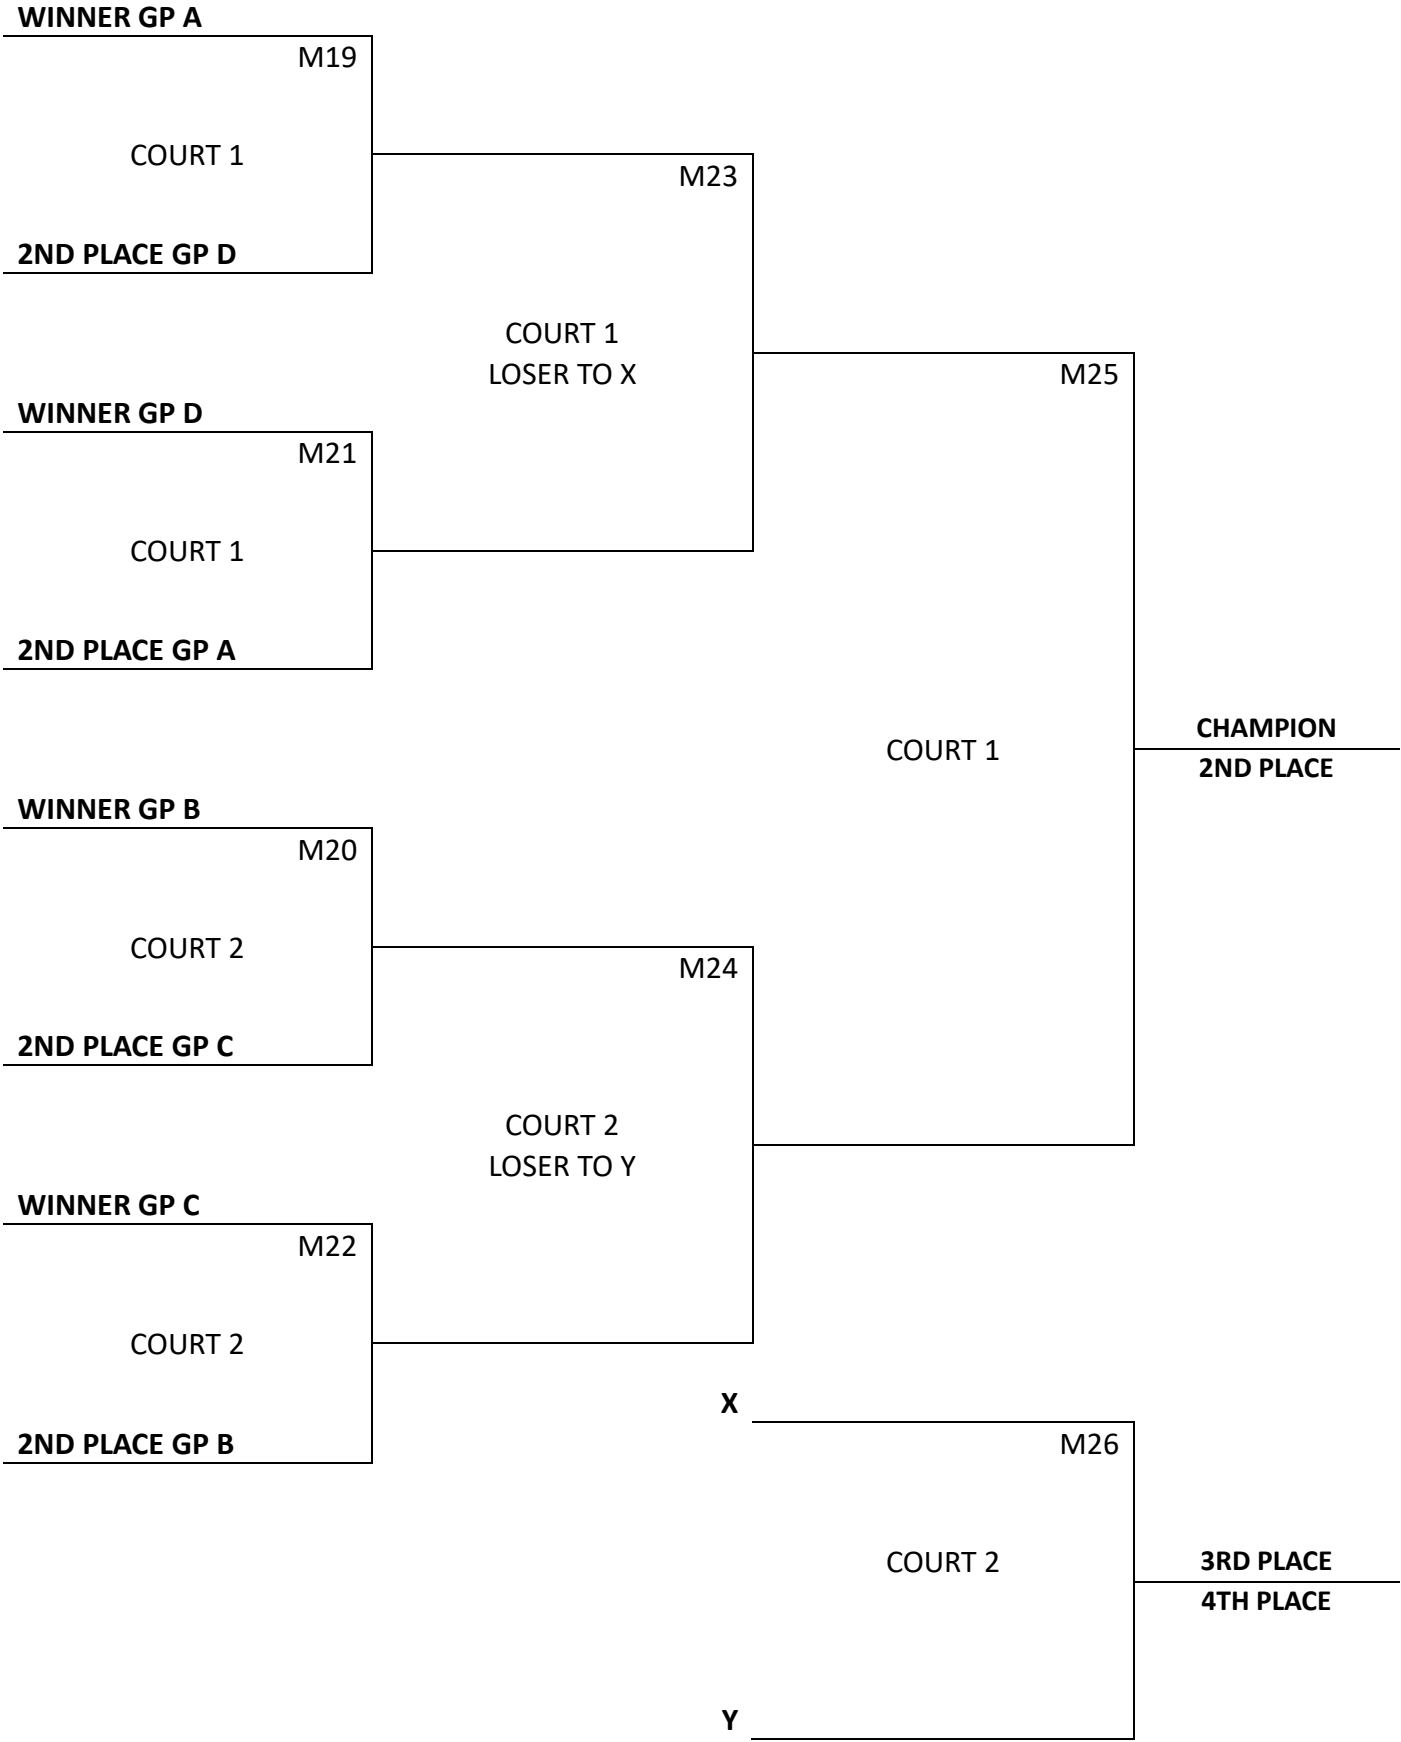 WINNER GP A
M19
COURT 1
2ND PLACE GP D
M23
COURT 1
LOSER TO X
WINNER GP D
M21
COURT 1
2ND PLACE GP A
M25
COURT 1
CHAMPION
2ND PLACE
WINNER GP B
M20
COURT 2
2ND PLACE GP C
M24
COURT 2
LOSER TO Y
WINNER GP C
M22
COURT 2
2ND PLACE GP B
X
M26
COURT 2
3RD PLACE
4TH PLACE
Y